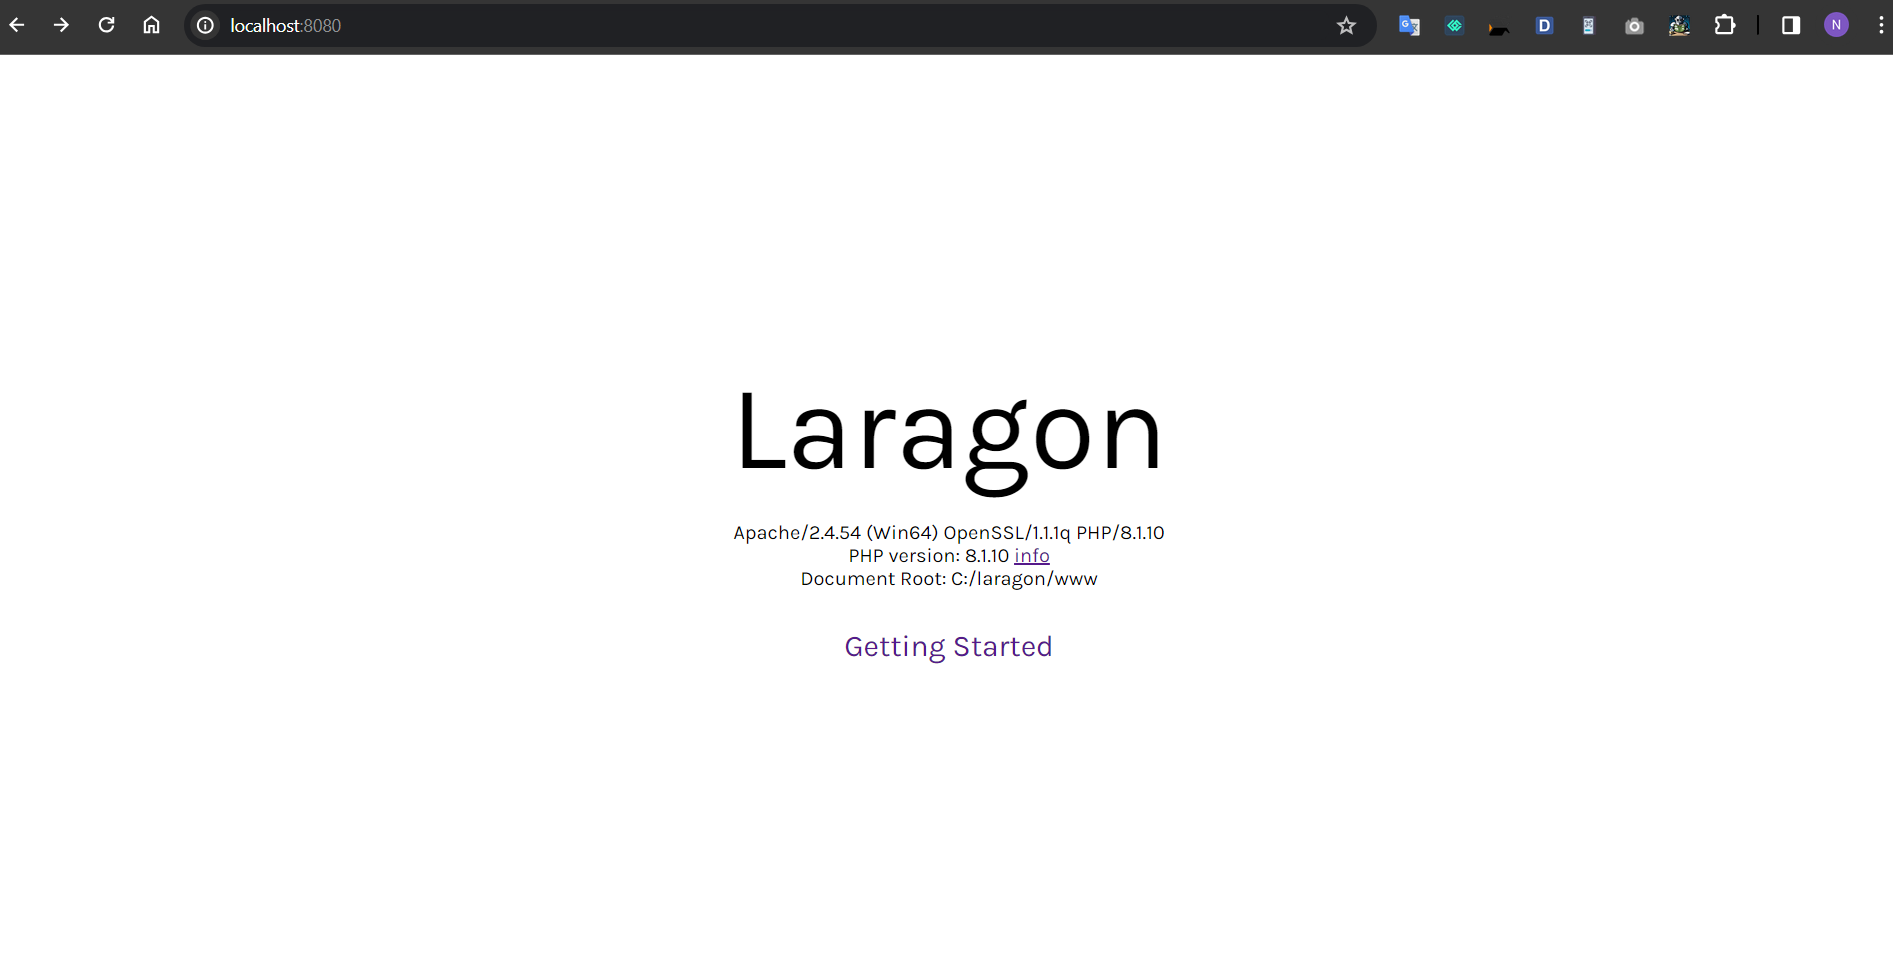 localhost:8080
G
D
N
Laragon
Apache/2.4.54 (Win64) OpenSSL/1.1.1q PHP/8.1.10
PHP version: 8.1.10 info
Document Root: C:/laragon/www
Getting Started